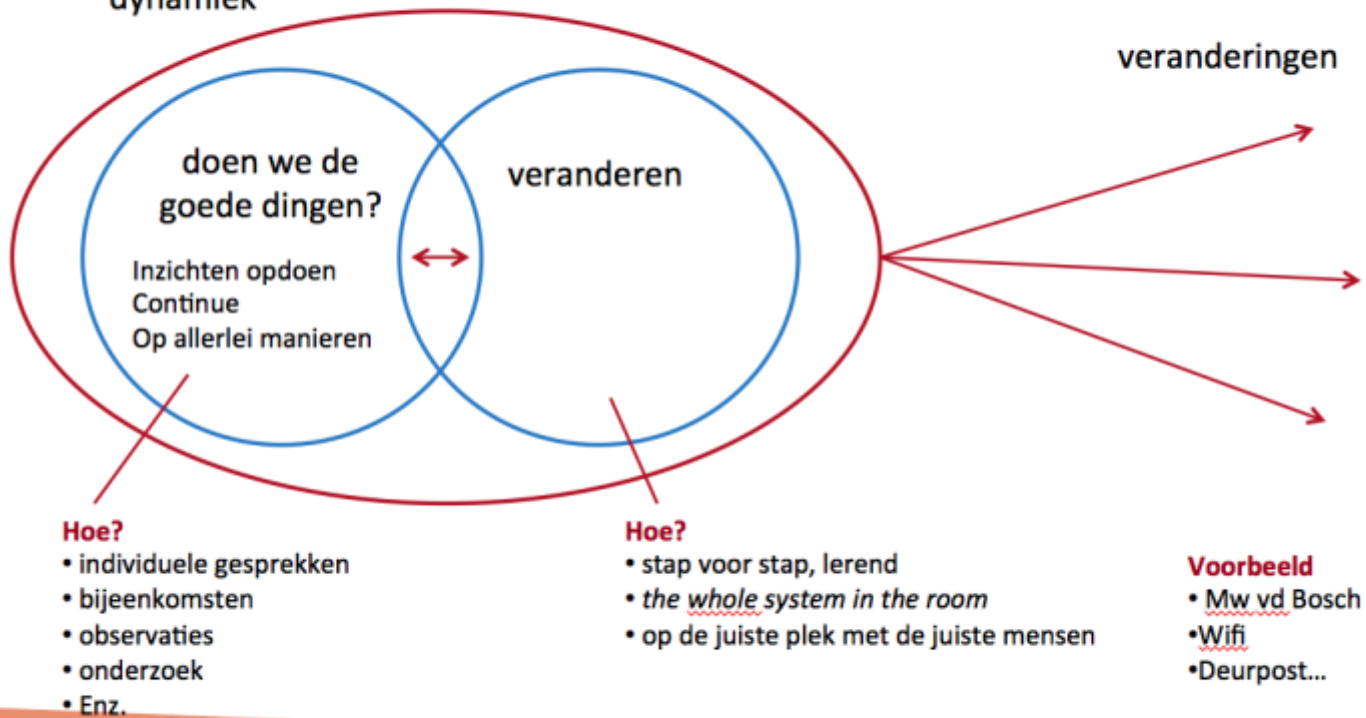 dynamiek
veranderingen
doen we de
goede dingen?
Inzichten opdoen
Continue
Op allerlei manieren
veranderen
Hoe?
• individuele gesprekken
• bijeenkomsten
• observaties
• onderzoek
• Enz.
Hoe?
• stap voor stap, lerend
• the whole system in the room
• op de juiste plek met de juiste mensen
Voorbeeld
• Mw vd Bosch
•Wifi
•Deurpost...